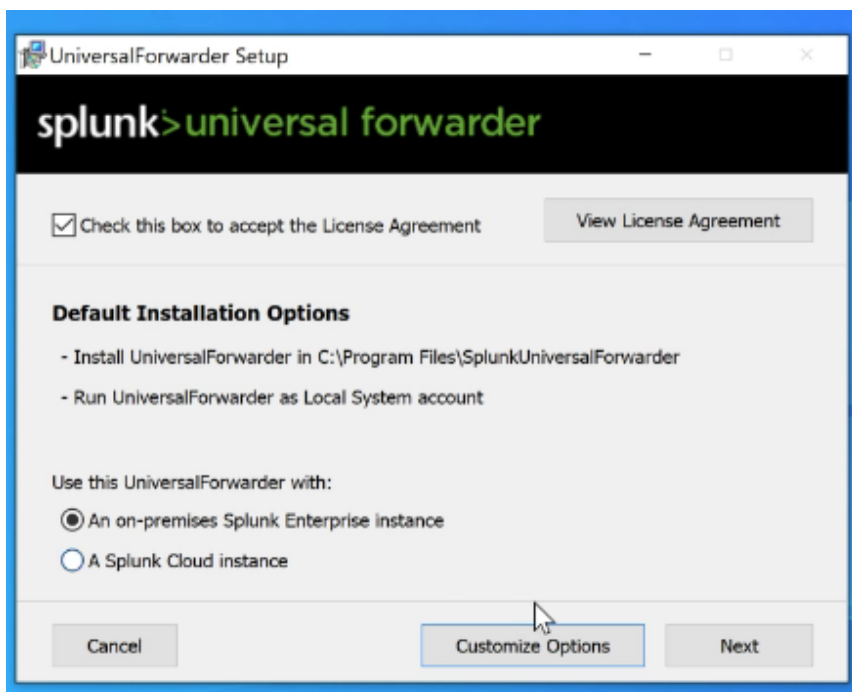 UniversalForwarder Setup
splunk>universal forwarder
Check this box to accept the License Agreement
View License Agreement
Default Installation Options
- Install UniversalForwarder in C:\Program Files\SplunkUniversalForwarder
- Run UniversalForwarder as Local System account
Use this UniversalForwarder with:
An on-premises Splunk Enterprise instance
A Splunk Cloud instance
Cancel
Customize Options
Next